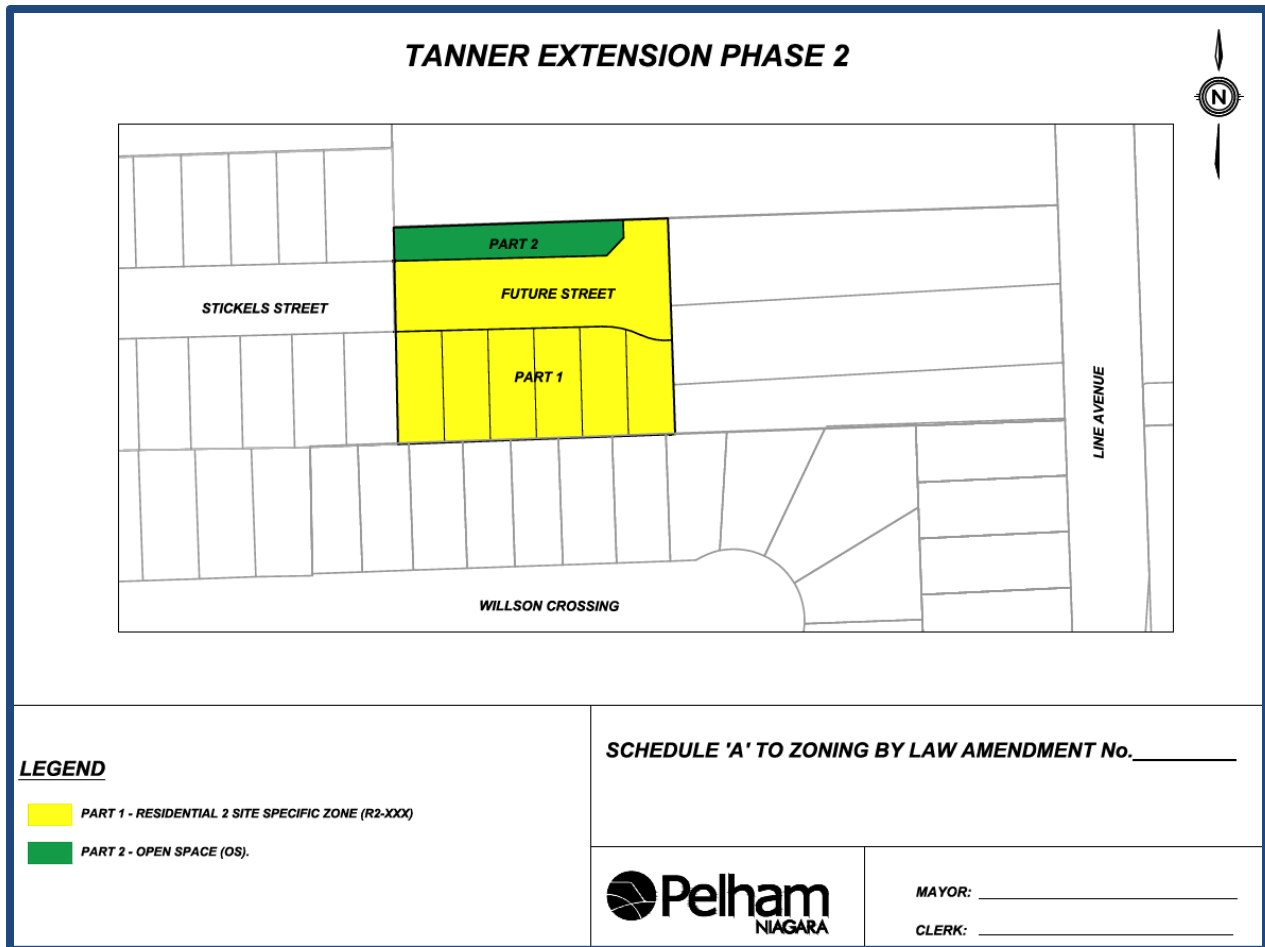 TANNER EXTENSION PHASE 2
N
PART 2
FUTURE STREET
STICKELS STREET
PART 1
LINE AVENUE
WILLSON CROSSING
LEGEND
PART 1 - RESIDENTIAL 2 SITE SPECIFIC ZONE (R2-XXX)
PART 2 - OPEN SPACE (OS).
SCHEDULE 'A' TO ZONING BY LAW AMENDMENT No.
Pelham
NIAGARA
MAYOR:
CLERK: